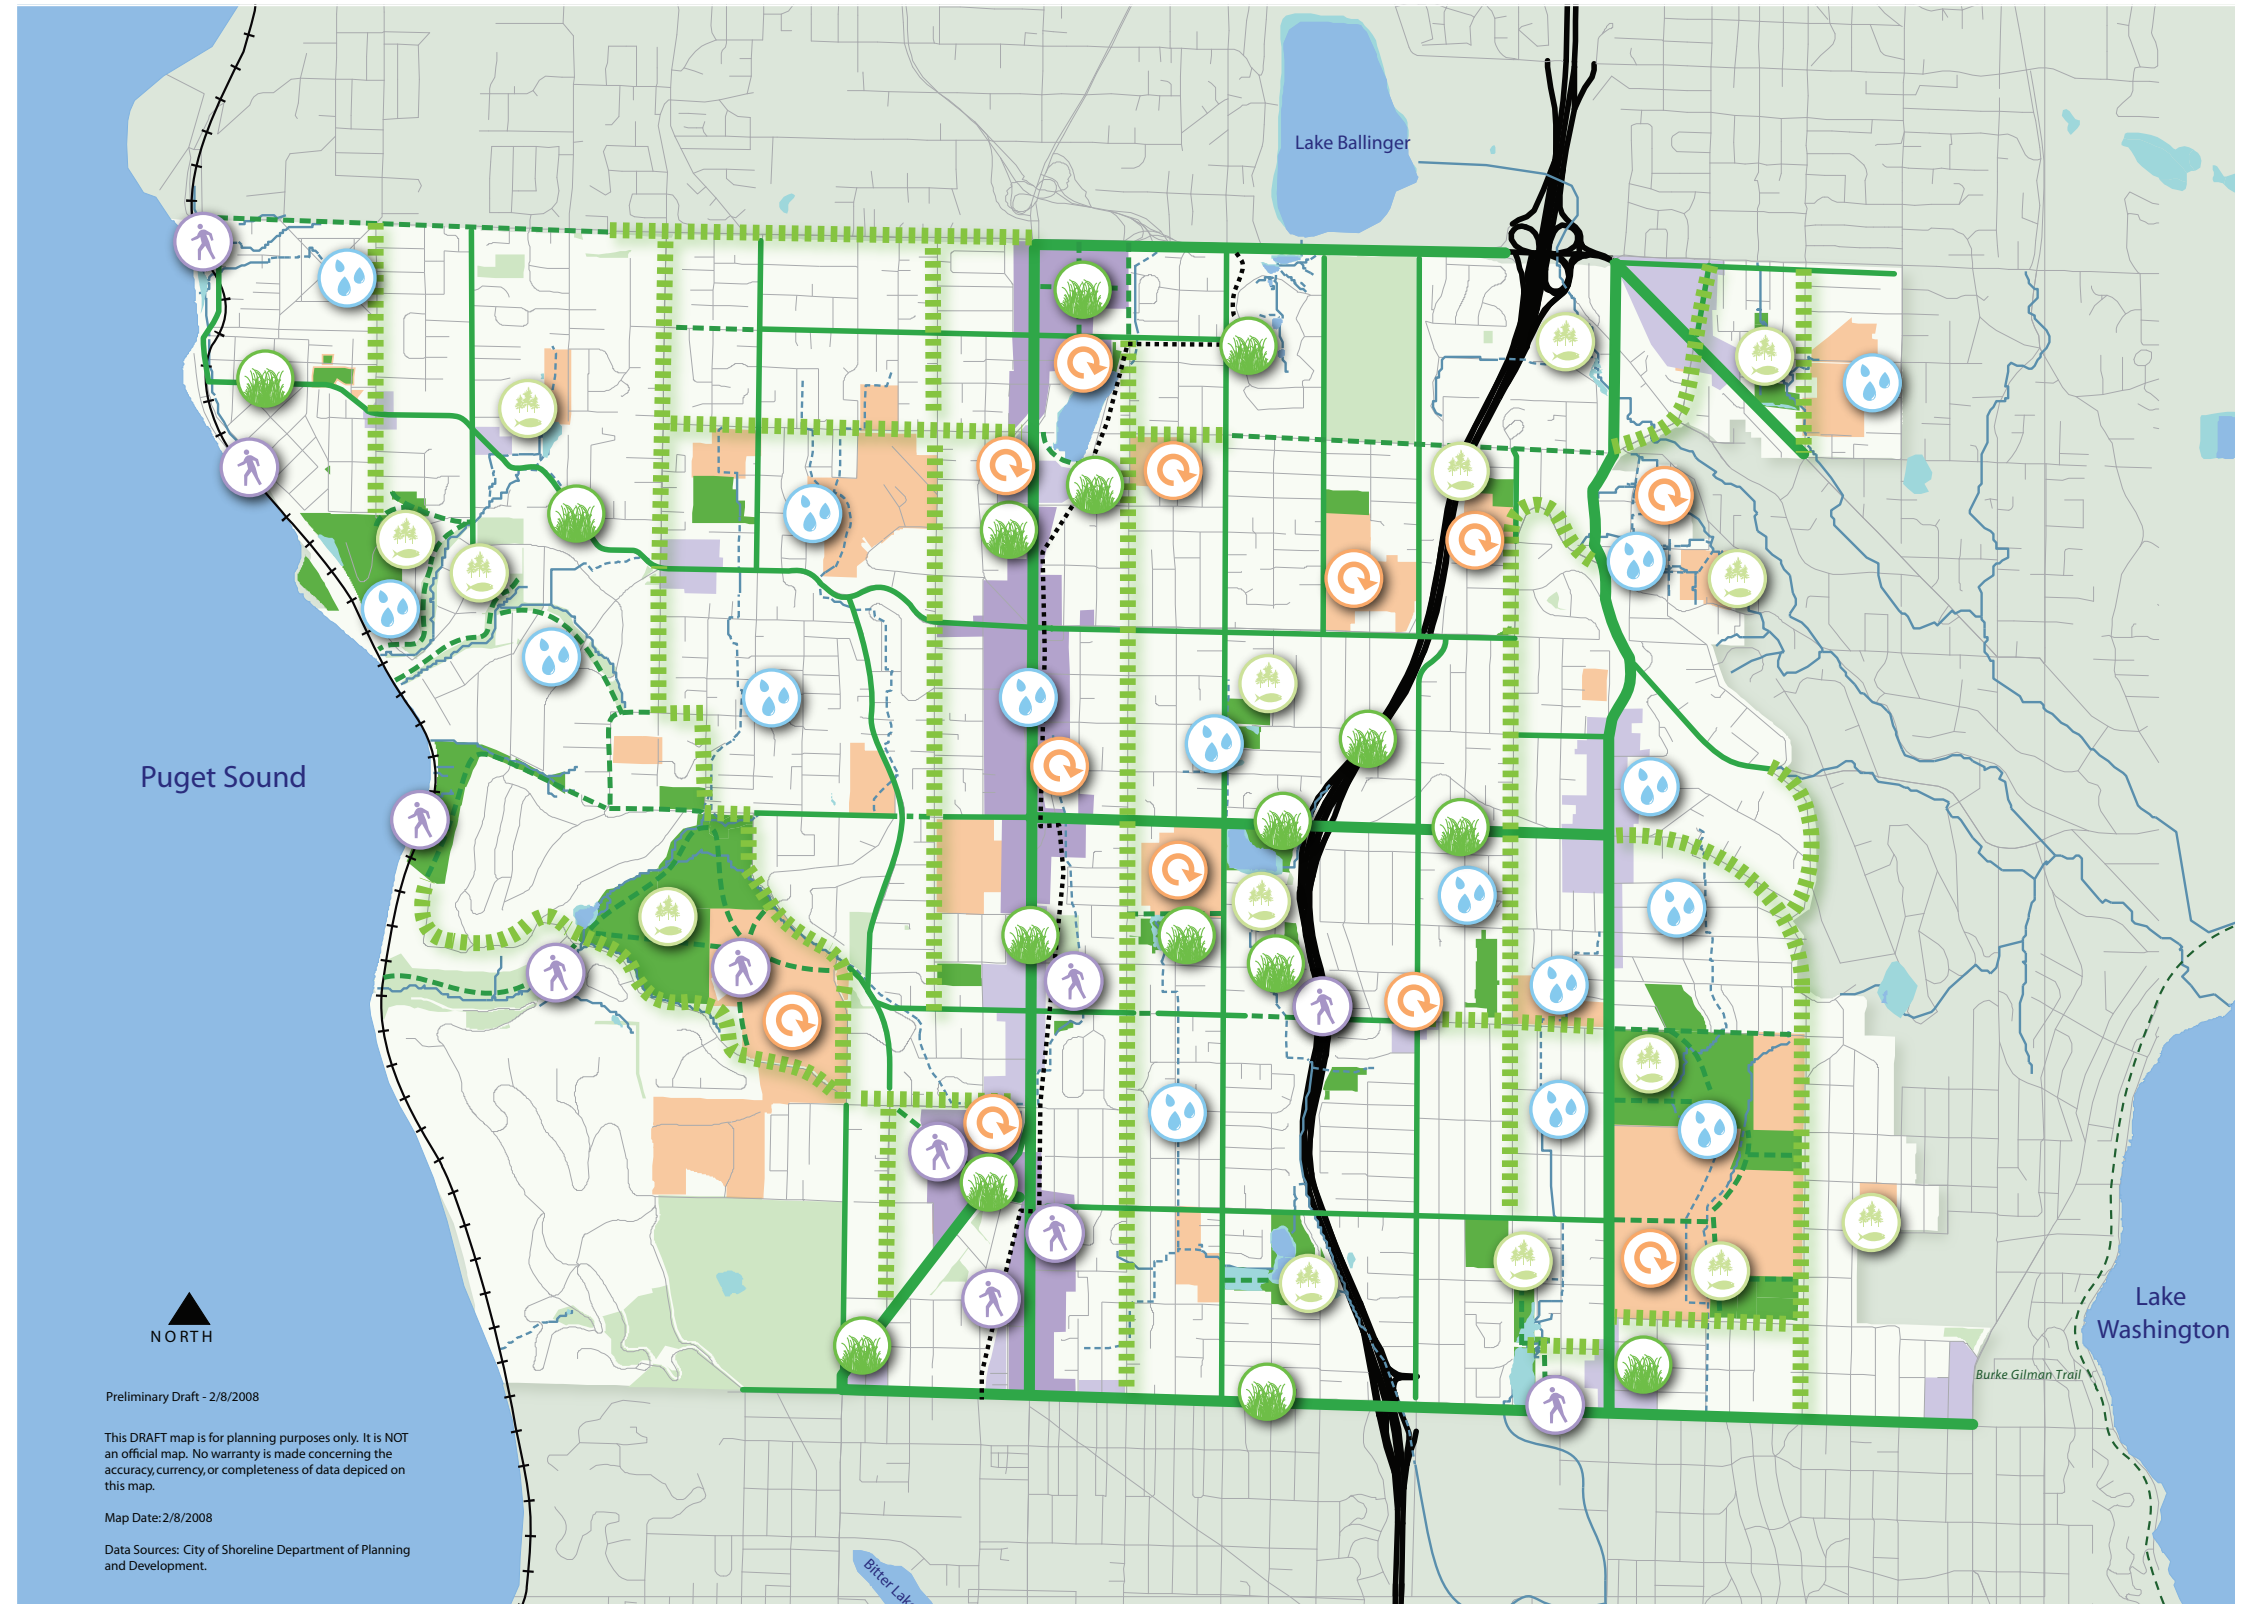 Lake Ballinger
Puget Sound
Lake
Washington
Burke Gilman Trail
NORTH
Preliminary Draft - 2/8/2008
This DRAFT map is for planning purposes only. It is NOT
an official map. No warranty is made concerning the
accuracy, currency, or completeness of data depiced on
this map.
Map Date: 2/8/2008
Data Sources: City of Shoreline Department of Planning
and Development.
Bitter Lake